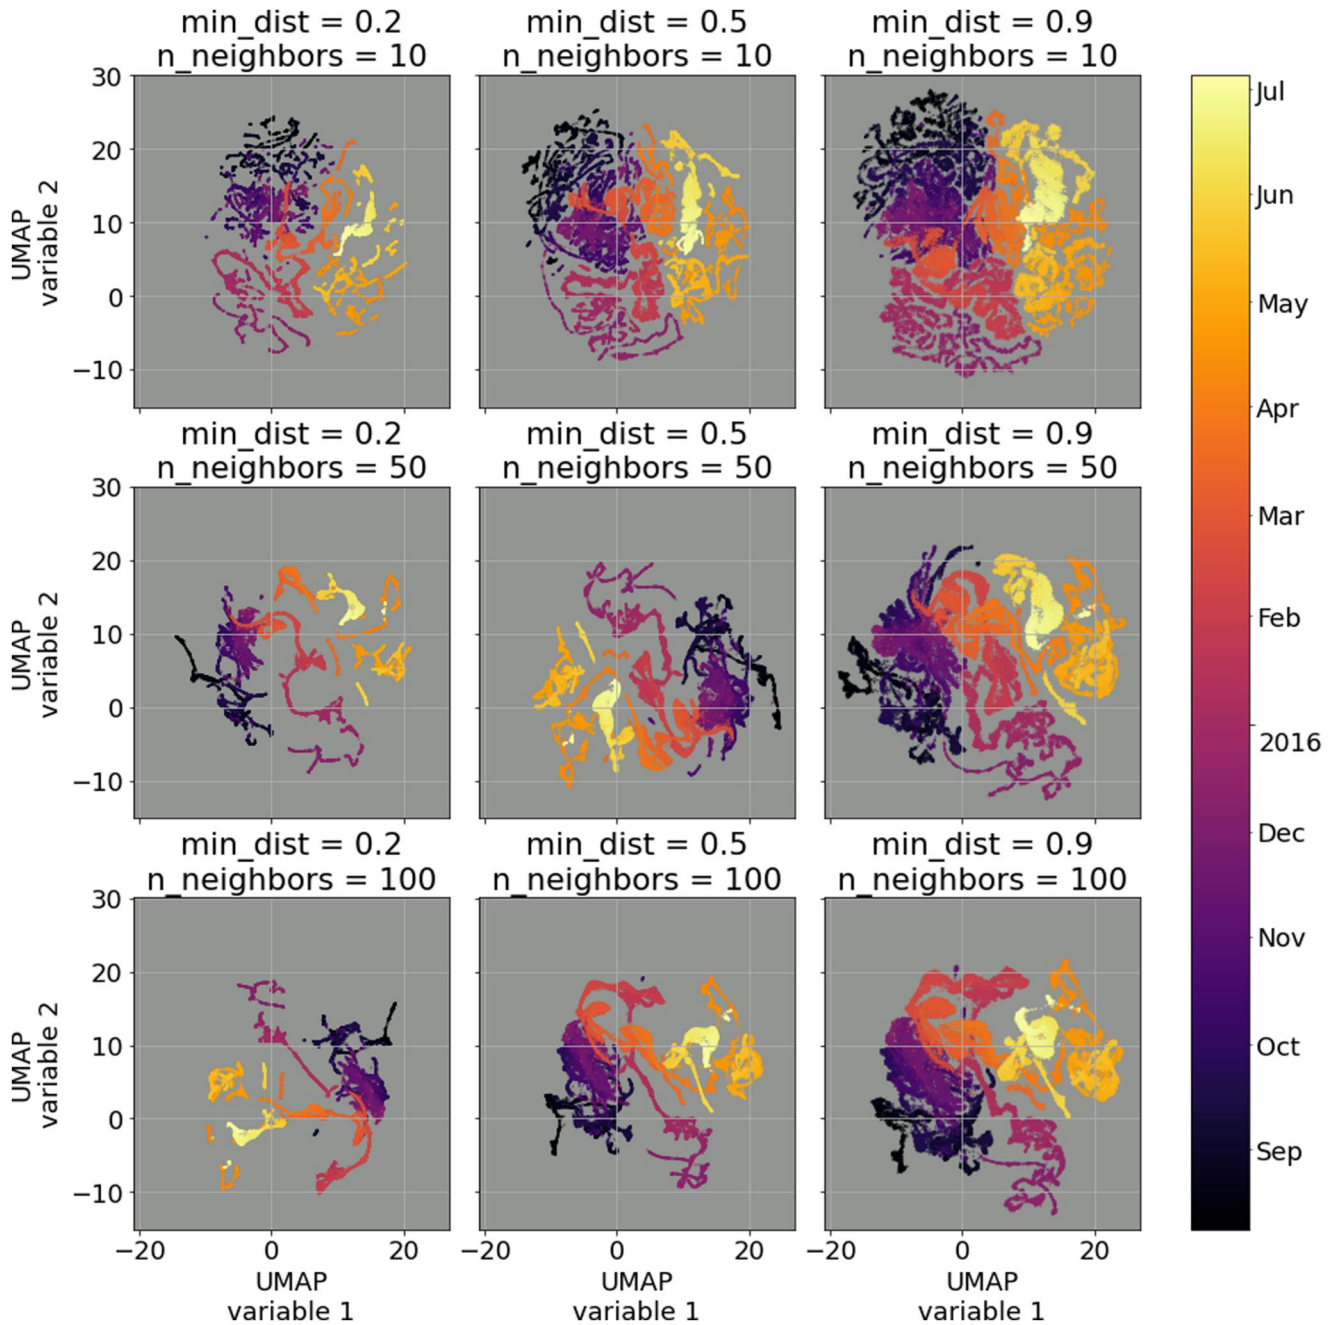 min_dist = 0.2
n_neighbors = 10
min_dist = 0.5
n_neighbors = 10
min_dist = 0.9
n_neighbors = 10
30
20
10
0
−10
UMAP
variable 2
min_dist = 0.2
n_neighbors = 50
min_dist = 0.5
n_neighbors = 50
min_dist = 0.9
n_neighbors = 50
30
20
10
0
−10
UMAP
variable 2
min_dist = 0.2
n_neighbors = 100
min_dist = 0.5
n_neighbors = 100
min_dist = 0.9
n_neighbors = 100
30
20
10
0
−10
UMAP
variable 2
−20 0 20
UMAP
variable 1
−20 0 20
UMAP
variable 1
−20 0 20
UMAP
variable 1
Jul
Jun
May
Apr
Mar
Feb
2016
Dec
Nov
Oct
Sep